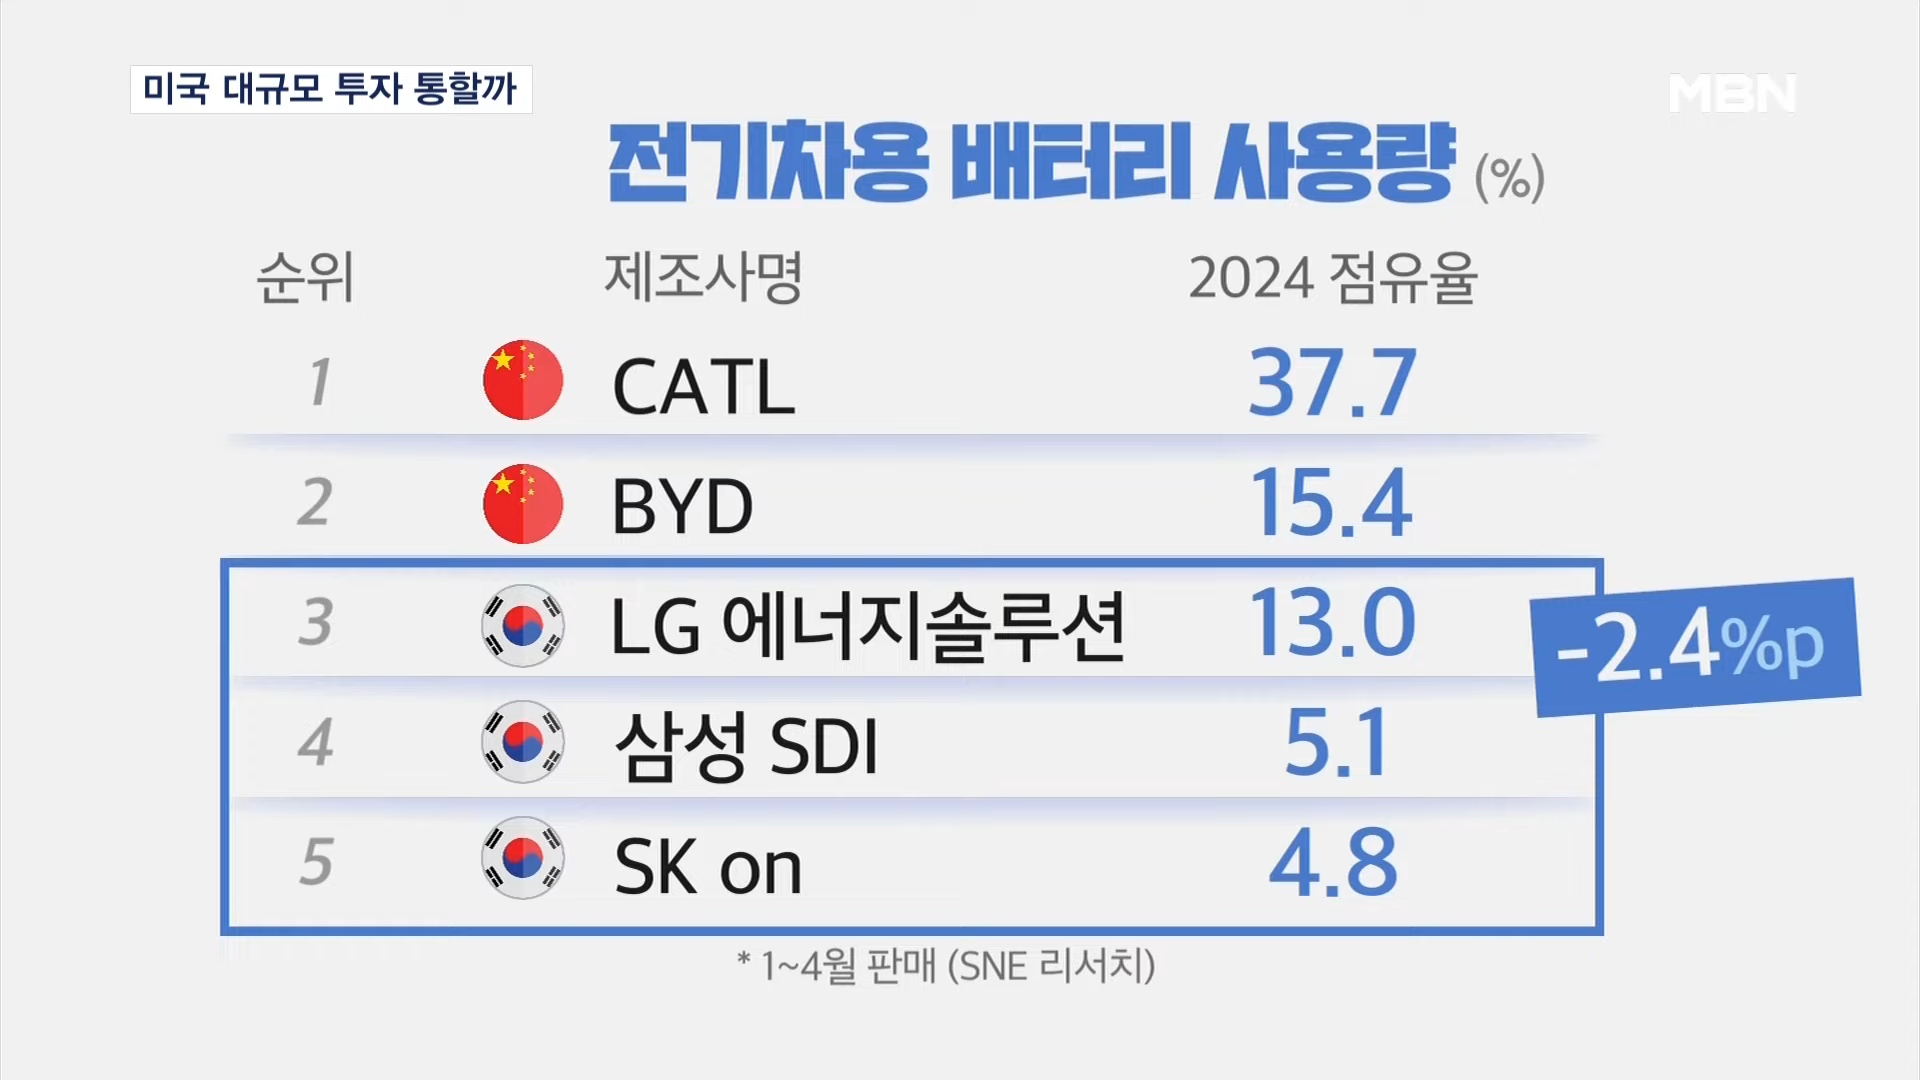 미국 대규모 투자 통할까
MBN
전기차용 배터리 사용량 (%)
순위 제조사명 2024 점유율
1 CATL 37.7
2 BYD 15.4
3 LG 에너지솔루션 13.0
-2.4%p
4 삼성 SDI 5.1
5 SK on 4.8
* 1~4월 판매 (SNE 리서치)